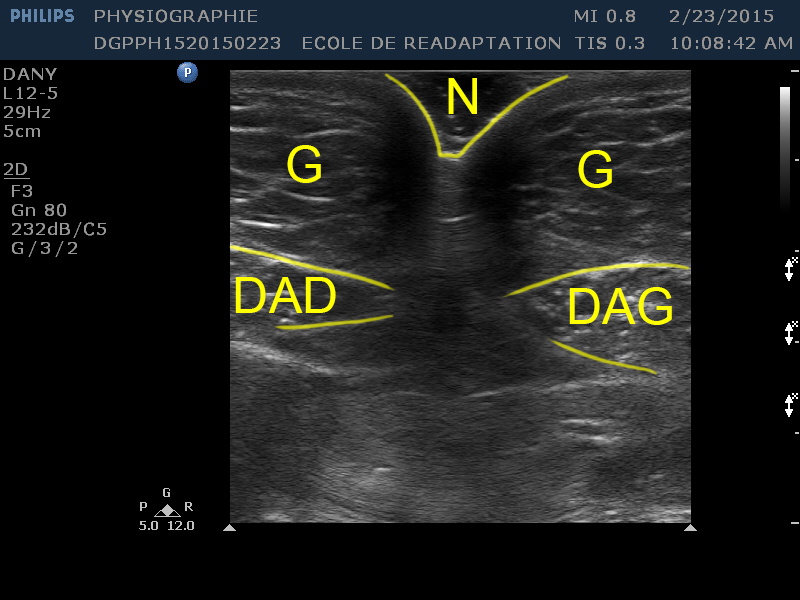 PHILIPS PHYSIOGRAPHIE MI 0.8 2/23/2015
DGPPH1520150223 ECOLE DE READAPTATION TIS 0.3 10:08:42 AM
DANY
L12-5
29Hz
5cm
2D
F3
Gn 80
232dB/C5
G/3/2
P
N
G
G
DAD
DAG
G
P R
5.0 12.0